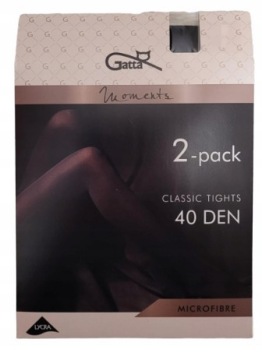 Gatta
Moments
2-pack
CLASSIC TIGHTS
40 DEN
MICROFIBRE
LYCRA